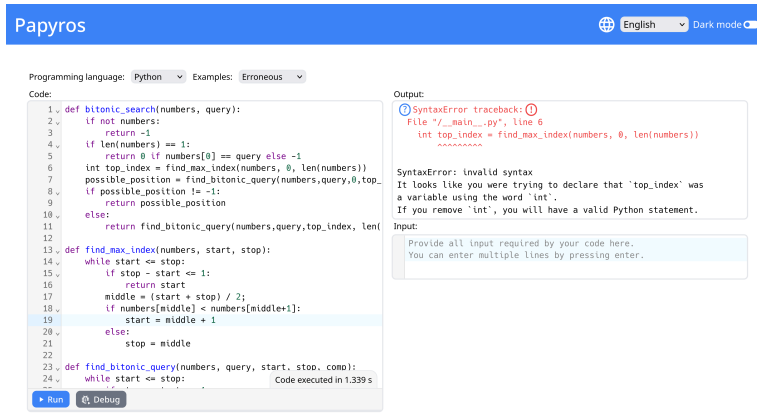 Papyros
English
Dark mode
Programming language: Python Examples: Erroneous
Code:
1 def bitonic_search(numbers, query):
2 if not numbers:
3 return -1
4 if len(numbers) == 1:
5 return 0 if numbers[0] == query else -1
6 int top_index = find_max_index(numbers, 0, len(numbers))
7 possible_position = find_bitonic_query(numbers,query,0,top_
8 if possible_position != -1:
9 return possible_position
10 else:
11 return find_bitonic_query(numbers,query,top_index, len(
12
13 def find_max_index(numbers, start, stop):
14 while start <= stop:
15 if stop - start <= 1:
16 return start
17 middle = (start + stop) / 2;
18 if numbers[middle] < numbers[middle+1]:
19 start = middle + 1
20 else:
21 stop = middle
22
23 def find_bitonic_query(numbers, query, start, stop, comp):
24 while start <= stop:
Code executed in 1.339 s
Run
Debug
Output:
? SyntaxError traceback: !
File "/__main__.py", line 6
int top_index = find_max_index(numbers, 0, len(numbers))
^^^^^^^^^
SyntaxError: invalid syntax
It looks like you were trying to declare that `top_index` was
a variable using the word `int`.
If you remove `int`, you will have a valid Python statement.
Input:
Provide all input required by your code here.
You can enter multiple lines by pressing enter.